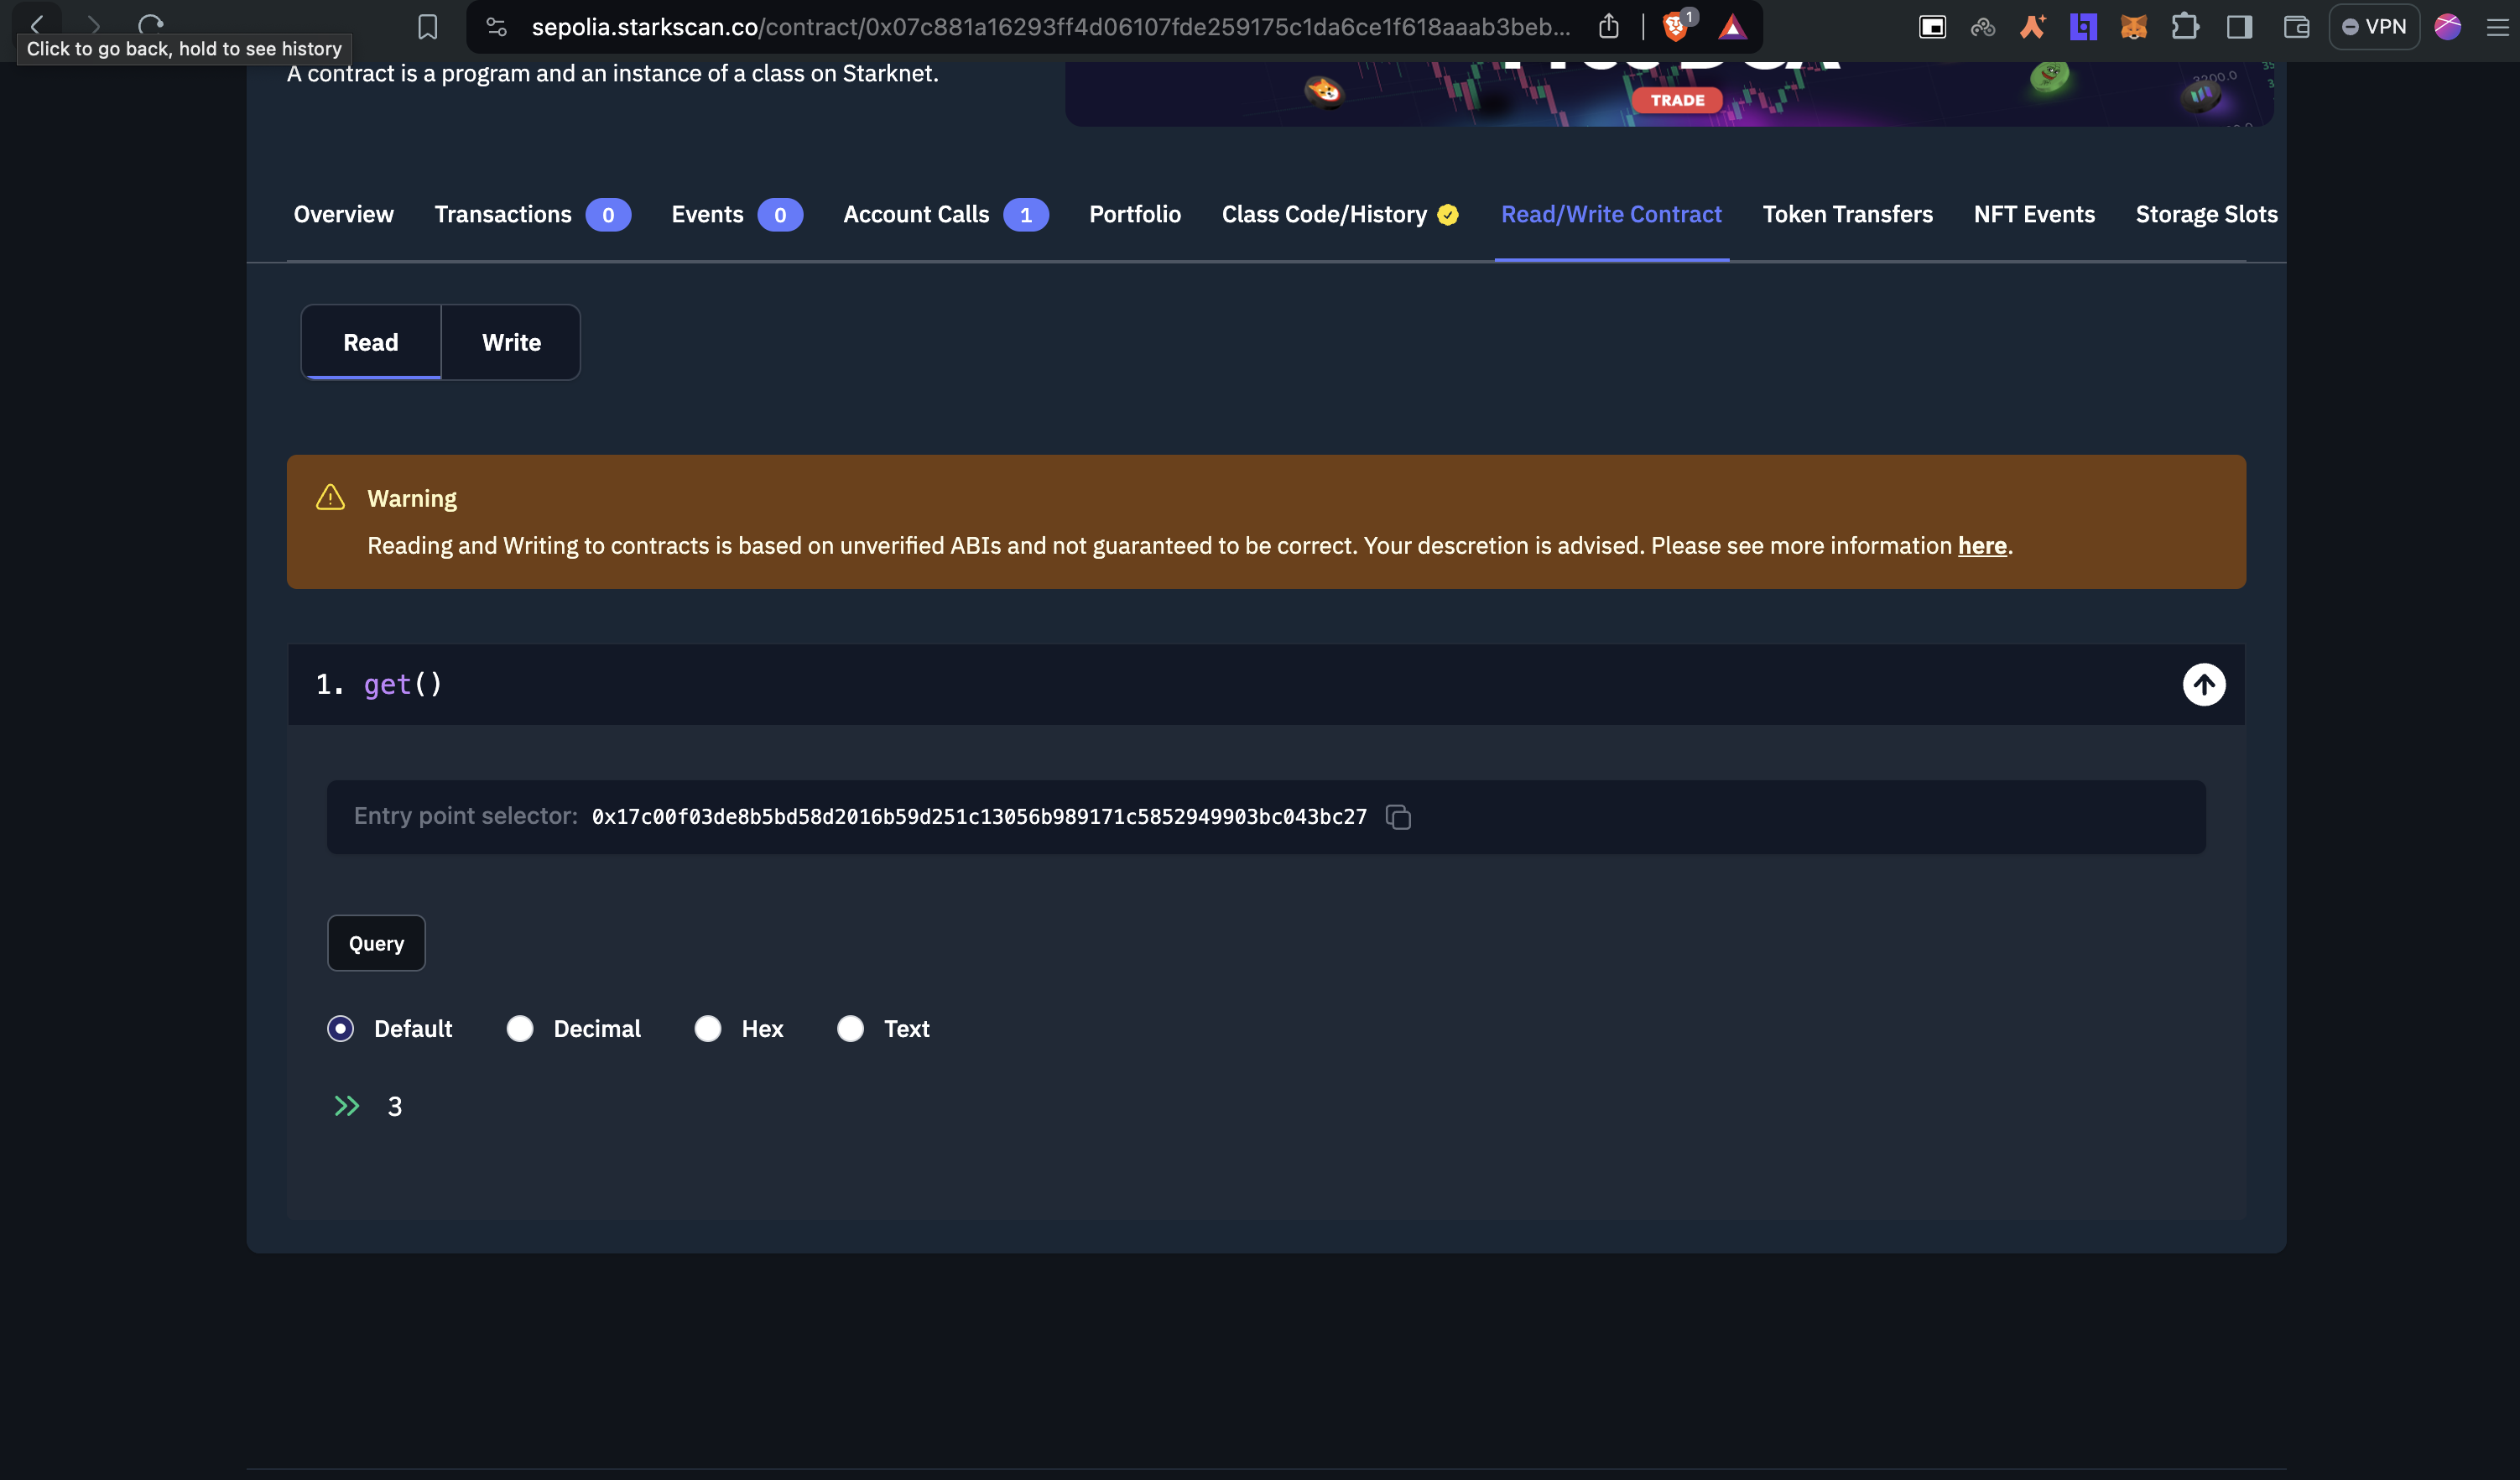 sepolia.starkscan.co/contract/0x07c881a16293ff4d06107fde259175c1da6ce1f618aaab3beb...
1
VPN
Click to go back, hold to see history
A contract is a program and an instance of a class on Starknet.
TRADE
3200.0
Overview
Transactions 0
Events 0
Account Calls 1
Portfolio
Class Code/History
Read/Write Contract
Token Transfers
NFT Events
Storage Slots
Read
Write
Warning
Reading and Writing to contracts is based on unverified ABIs and not guaranteed to be correct. Your descretion is advised. Please see more information here.
1. get()
Entry point selector: 0x17c00f03de8b5bd58d2016b59d251c13056b989171c5852949903bc043bc27
Query
Default
Decimal
Hex
Text
3